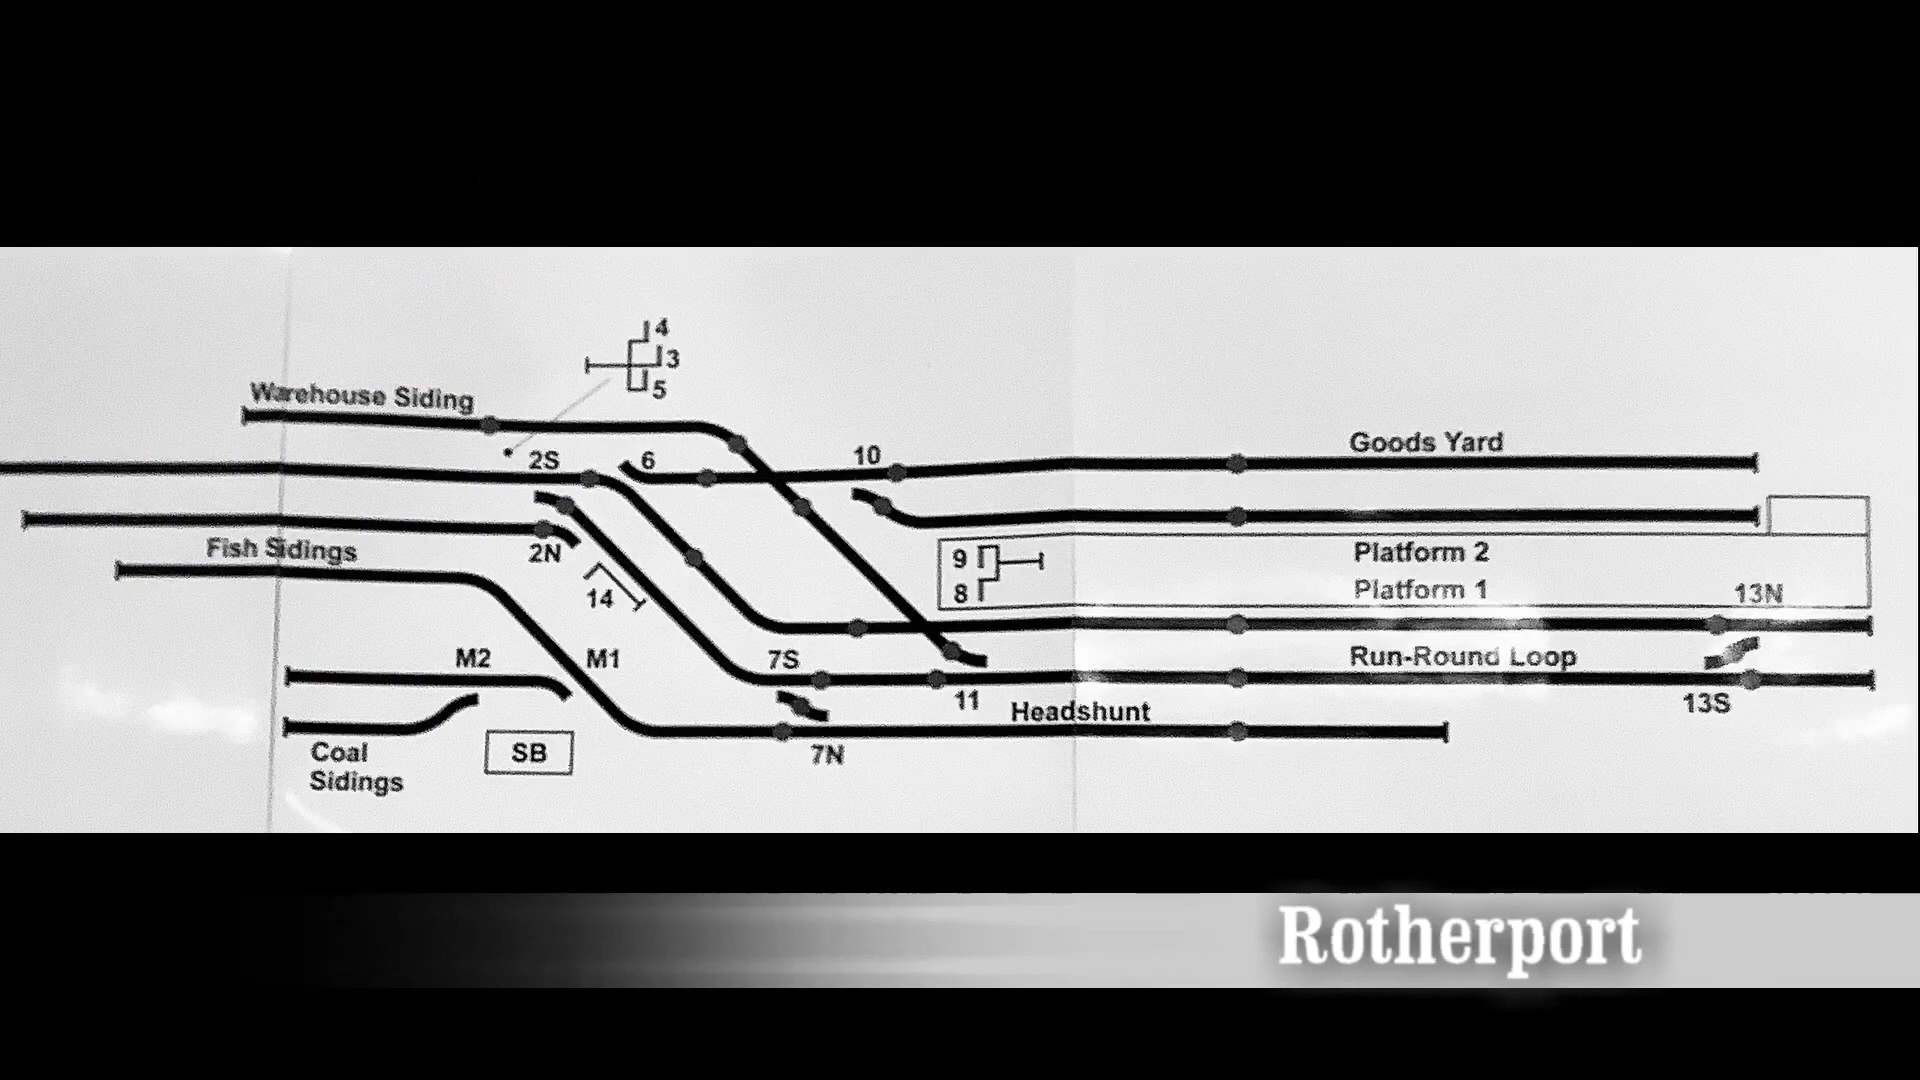 4
3
5
Warehouse Siding
2S
6
10
Goods Yard
Fish Sidings
2N
14
9
8
Platform 2
Platform 1
13N
M2
M1
7S
11
Run-Round Loop
13S
Headshunt
7N
SB
Coal
Sidings
Rotherport